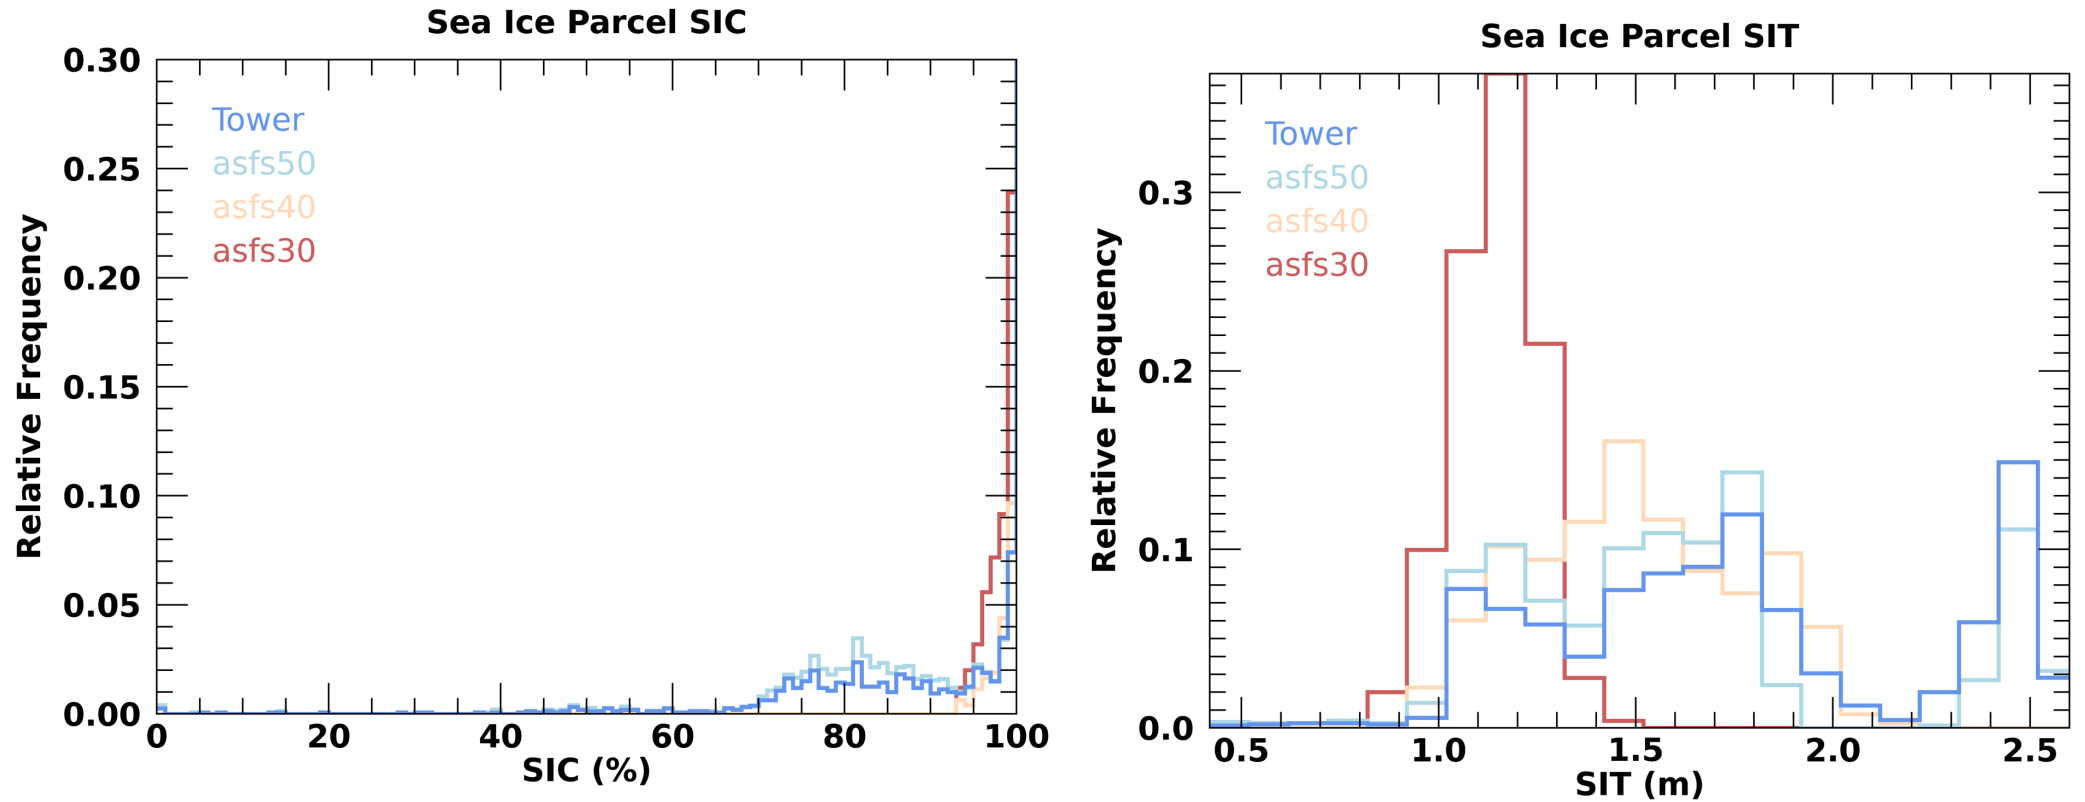 Sea Ice Parcel SIC
0.30
0.25
0.20
0.15
0.10
0.05
0.00
Relative Frequency
Tower
asfs50
asfs40
asfs30
0 20 40 60 80 100
SIC (%)
Sea Ice Parcel SIT
0.3
0.2
0.1
0.0
Relative Frequency
Tower
asfs50
asfs40
asfs30
0.5 1.0 1.5 2.0 2.5
SIT (m)